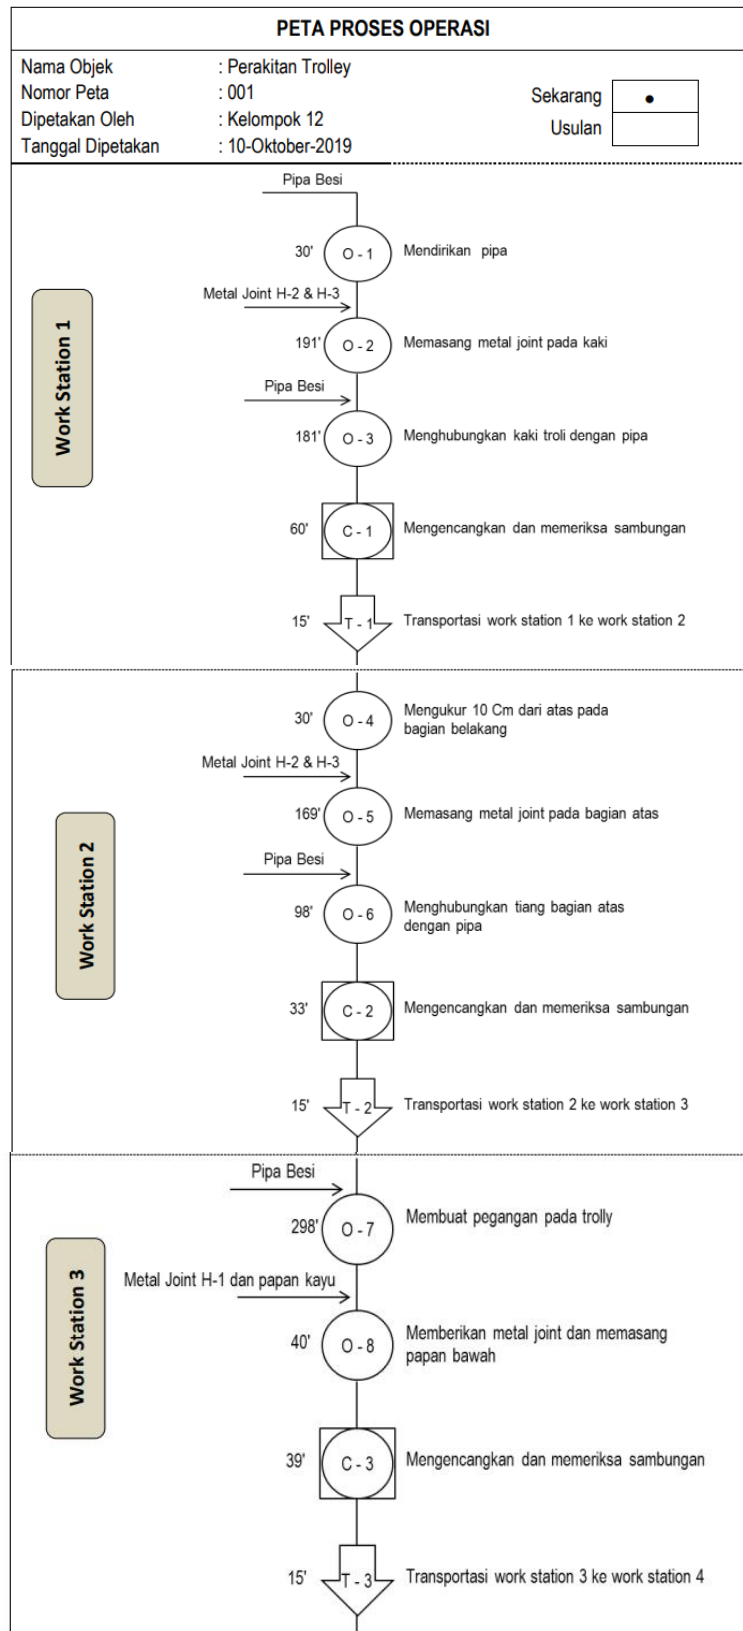 PETA PROSES OPERASI
Nama Objek : Perakitan Trolley
Nomor Peta : 001
Dipetakan Oleh : Kelompok 12
Tanggal Dipetakan : 10-Oktober-2019
Sekarang •
Usulan
Work Station 1
Pipa Besi
30' O - 1 Mendirikan pipa
Metal Joint H-2 & H-3
191' O - 2 Memasang metal joint pada kaki
Pipa Besi
181' O - 3 Menghubungkan kaki troli dengan pipa
60' C - 1 Mengencangkan dan memeriksa sambungan
15' T - 1 Transportasi work station 1 ke work station 2
Work Station 2
30' O - 4 Mengukur 10 Cm dari atas pada
bagian belakang
Metal Joint H-2 & H-3
169' O - 5 Memasang metal joint pada bagian atas
Pipa Besi
98' O - 6 Menghubungkan tiang bagian atas
dengan pipa
33' C - 2 Mengencangkan dan memeriksa sambungan
15' T - 2 Transportasi work station 2 ke work station 3
Work Station 3
Pipa Besi
298' O - 7 Membuat pegangan pada trolly
Metal Joint H-1 dan papan kayu
40' O - 8 Memberikan metal joint dan memasang
papan bawah
39' C - 3 Mengencangkan dan memeriksa sambungan
15' T - 3 Transportasi work station 3 ke work station 4